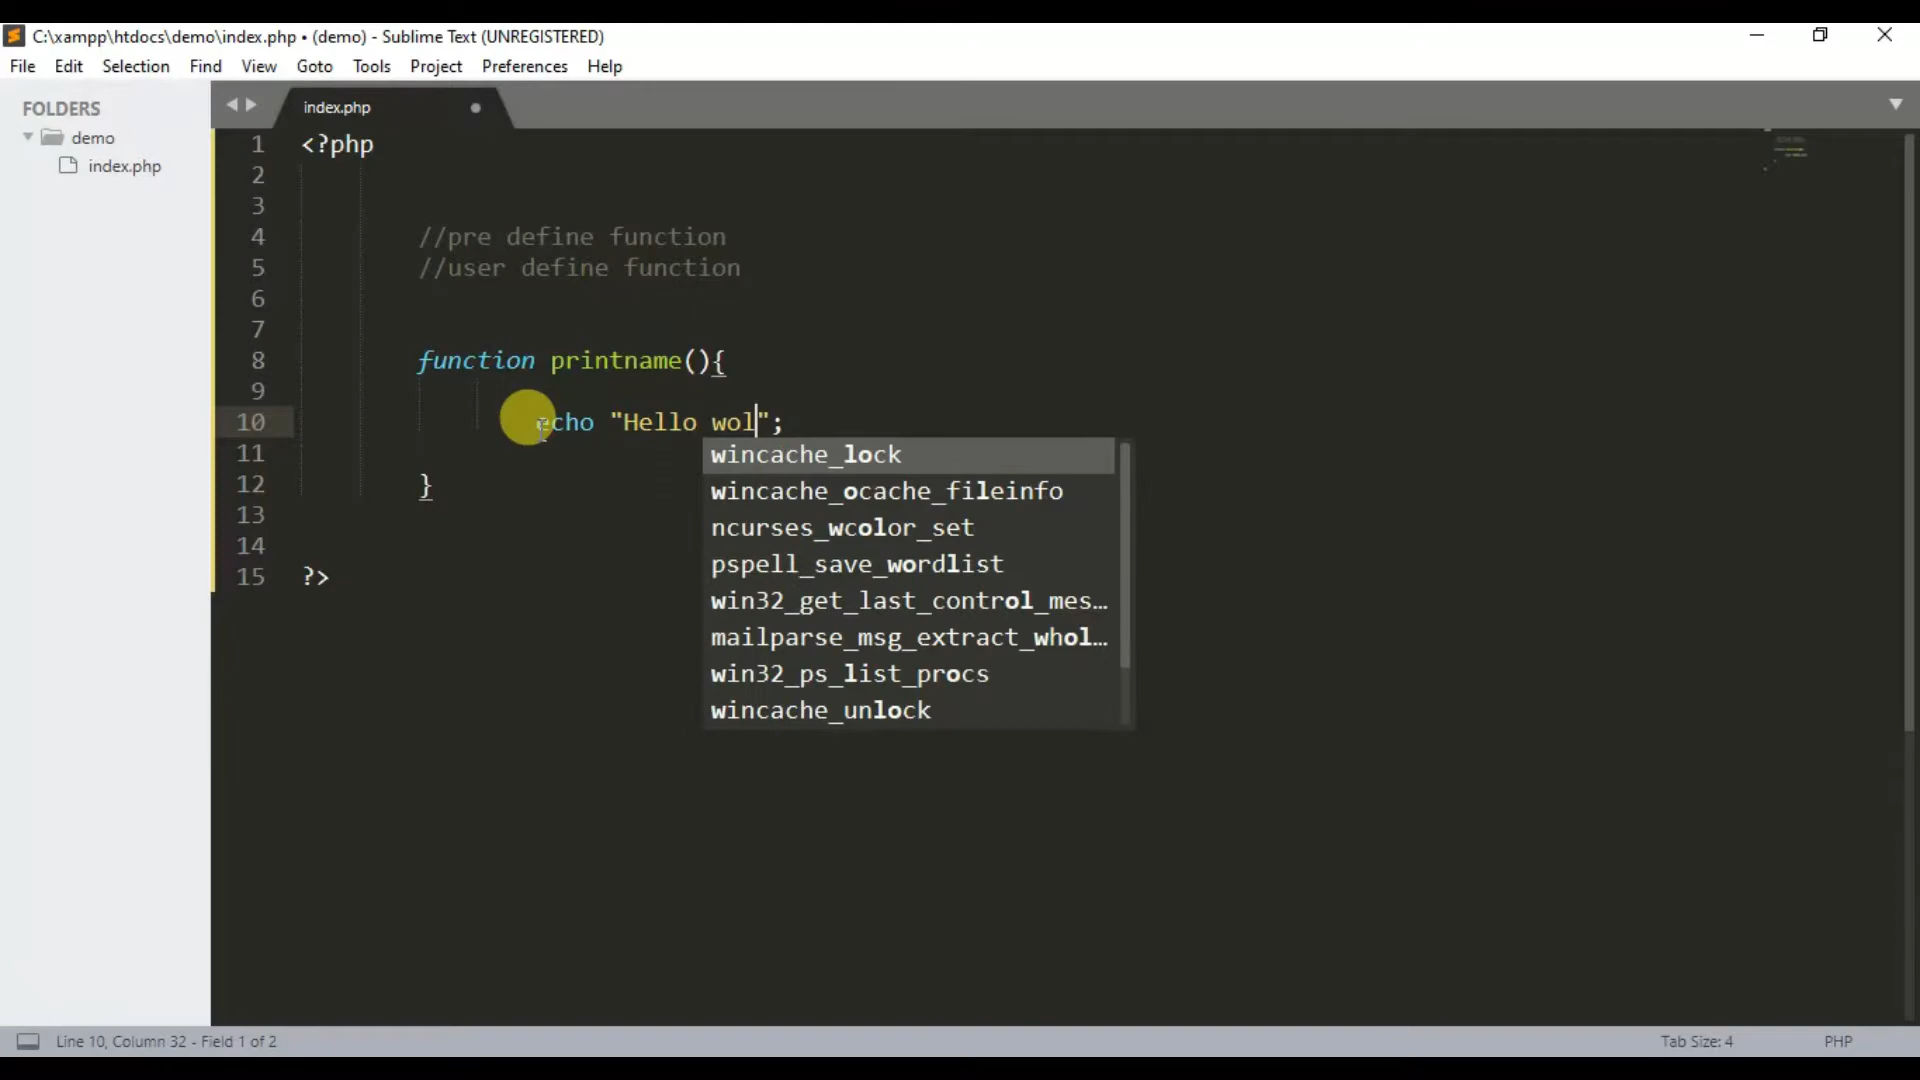 C:\xampp\htdocs\demo\index.php • (demo) - Sublime Text (UNREGISTERED)
File Edit Selection Find View Goto Tools Project Preferences Help
FOLDERS
demo
index.php
index.php
1 <?php
2
3
4 //pre define function
5 //user define function
6
7
8 function printname(){
9
10 echo "Hello wol";
11
12 }
13
14
15 ?>
wincache_lock
wincache_ocache_fileinfo
ncurses_wcolor_set
pspell_save_wordlist
win32_get_last_control_mes…
mailparse_msg_extract_whol…
win32_ps_list_procs
wincache_unlock
Line 10, Column 32 - Field 1 of 2
Tab Size: 4
PHP